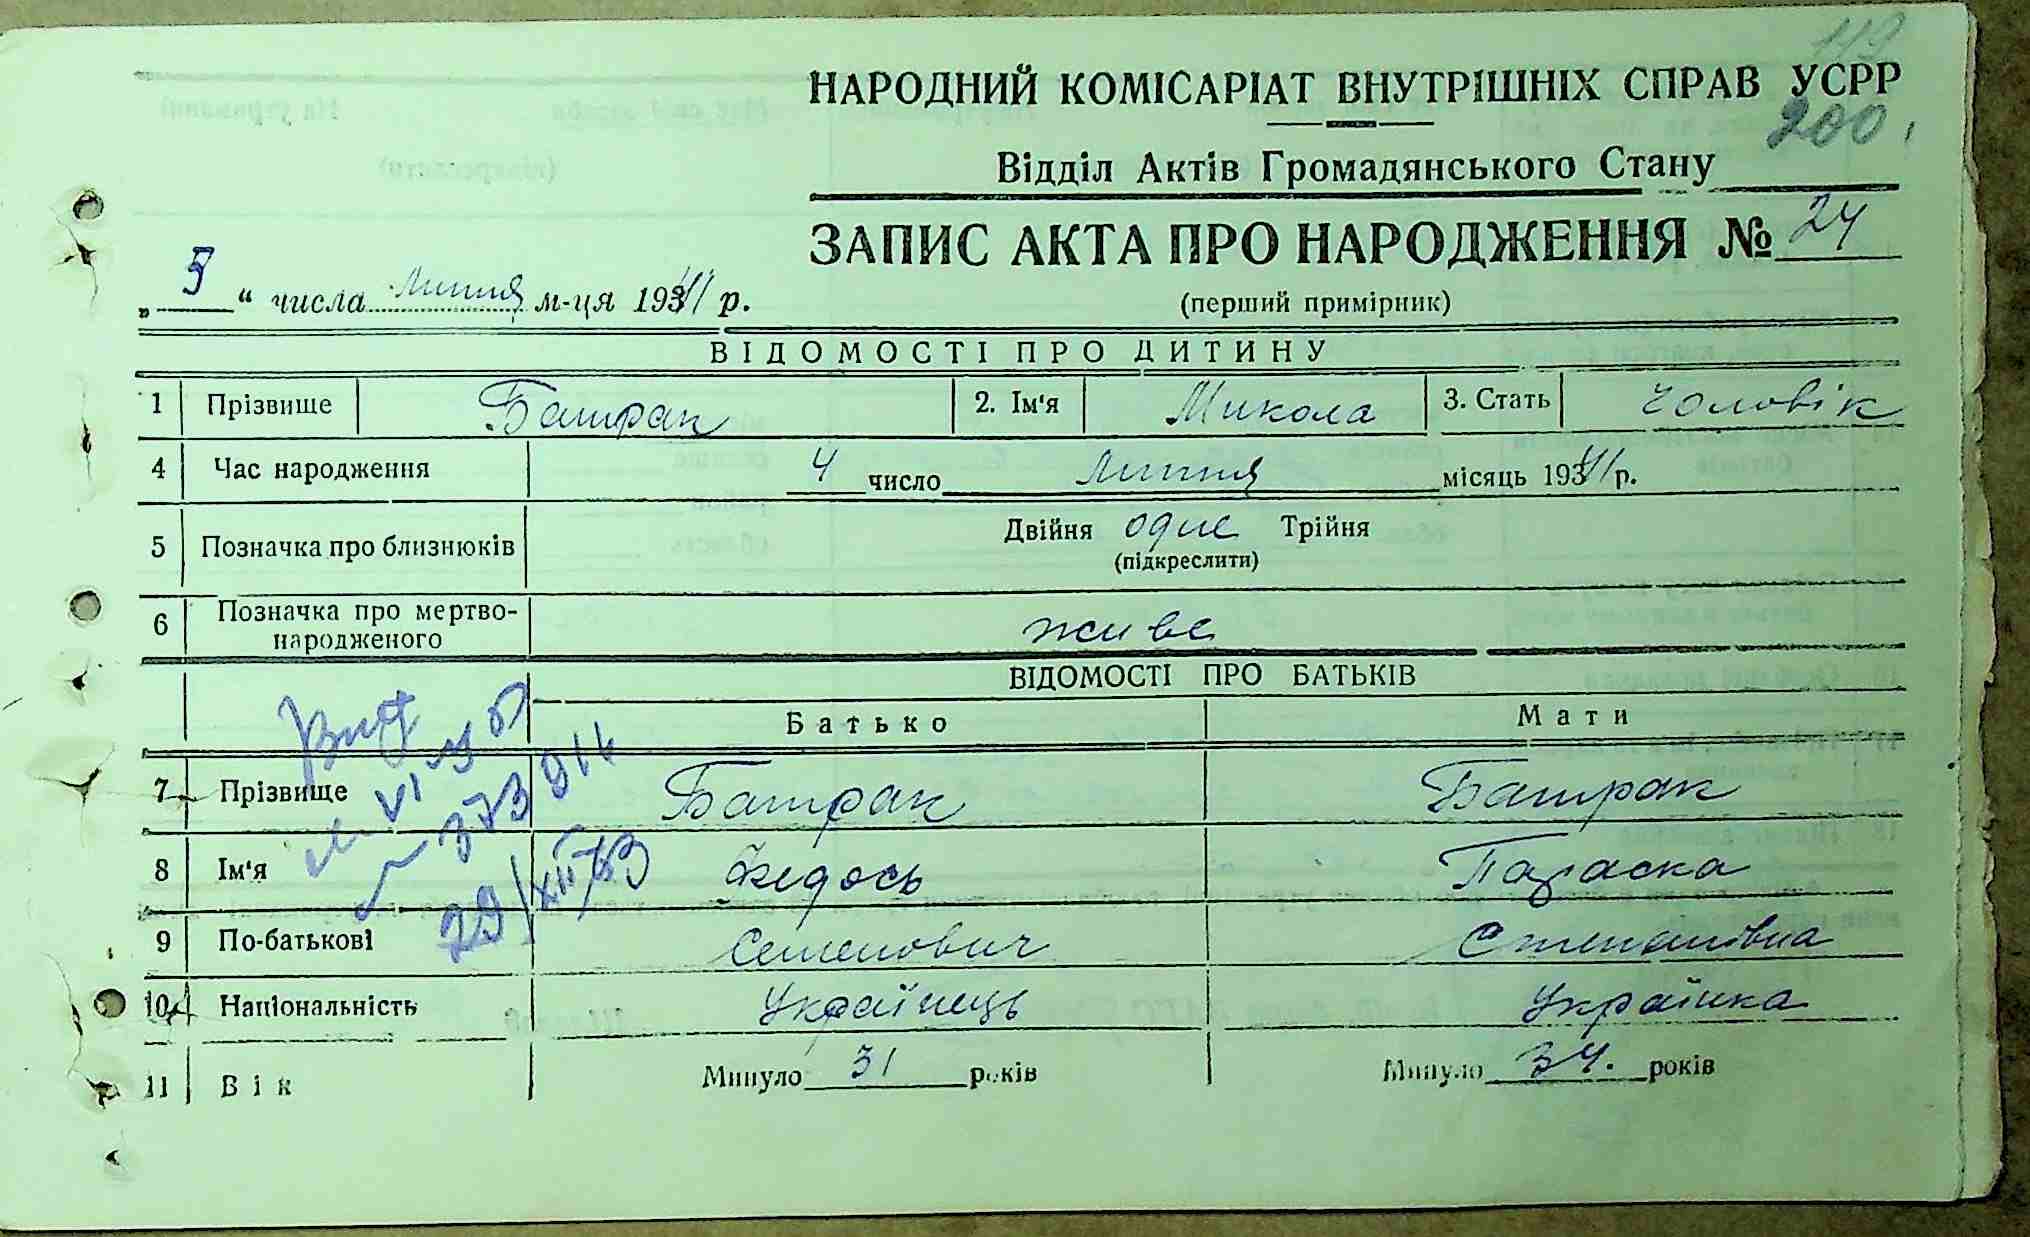 119
НАРОДНИЙ КОМІСАРІАТ ВНУТРІШНІХ СПРАВ УСРР
200
Відділ Актів Громадянського Стану
ЗАПИС АКТА ПРО НАРОДЖЕННЯ № 24
„ 5 “ числа Липня м-ця 1941 р.
(перший примірник)
ВІДОМОСТІ ПРО ДИТИНУ
1 Прізвище Батрак 2. Ім'я Микола 3. Стать Чоловік
4 Час народження 4 число Липня місяць 1941 р.
5 Позначка про близнюків Двійня одне Трійня
(підкреслити)
6 Позначка про мертво-
народженого живе
ВІДОМОСТІ ПРО БАТЬКІВ
Батько Мати
7 Прізвище Батрак Батрак
8 Ім'я Федось Параска
9 По-батькові Семенович Степанівна
10 Національність Українець Українка
11 Вік Минуло 31 років Минуло 34. років
VI
29/XII